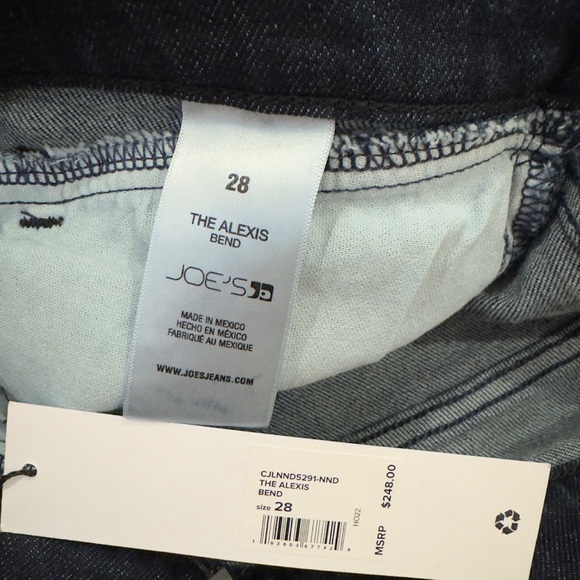 28
THE ALEXIS
BEND
JOE'S
MADE IN MEXICO
HECHO EN MÉXICO
FABRIQUÉ AU MEXIQUE
WWW.JOESJEANS.COM
CJLNND5291-NND
THE ALEXIS
BEND
size 28
HO22
MSRP $248.00